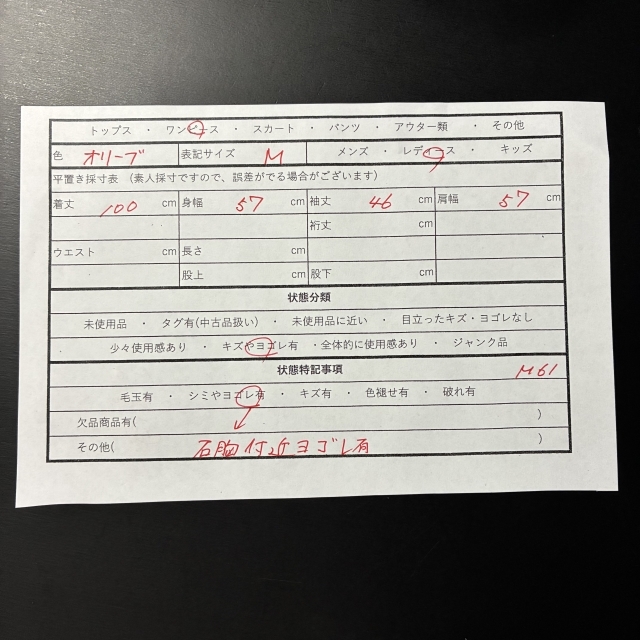 トップス ・ ワンピース ・ スカート ・ パンツ ・ アウター類 ・ その他
色 オリーブ 表記サイズ M メンズ ・ レディース ・ キッズ
平置き採寸表 (素人採寸ですので、誤差がでる場合がございます)
着丈 100 cm 身幅 57 cm 袖丈 46 cm 肩幅 57 cm
裄丈 cm
ウエスト cm 長さ cm
股上 cm 股下 cm
状態分類
未使用品 ・ タグ有(中古品扱い) ・ 未使用品に近い ・ 目立ったキズ・ヨゴレなし
少々使用感あり ・ キズやヨゴレ有 ・全体的に使用感あり ・ ジャンク品
状態特記事項 M61
毛玉有 ・ シミやヨゴレ有 ・ キズ有 ・ 色褪せ有 ・ 破れ有
欠品商品有( )
その他( 右胸付近ヨゴレ有 )